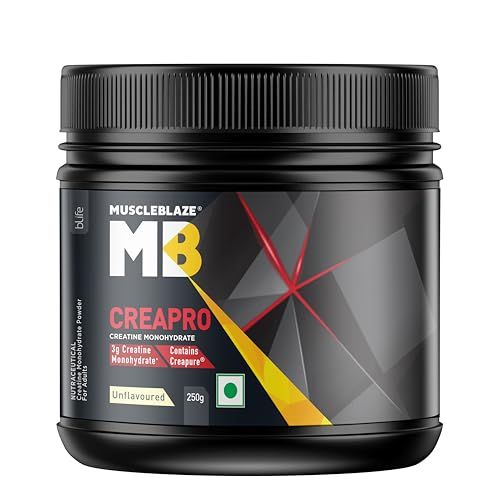 MUSCLEBLAZE®
MB
CREAPRO
CREATINE MONOHYDRATE
3g Creatine Monohydrate*
Contains Creapure®
Unflavoured
250g
bLife
NUTRACEUTICAL
Creatine Monohydrate Powder
For Adults